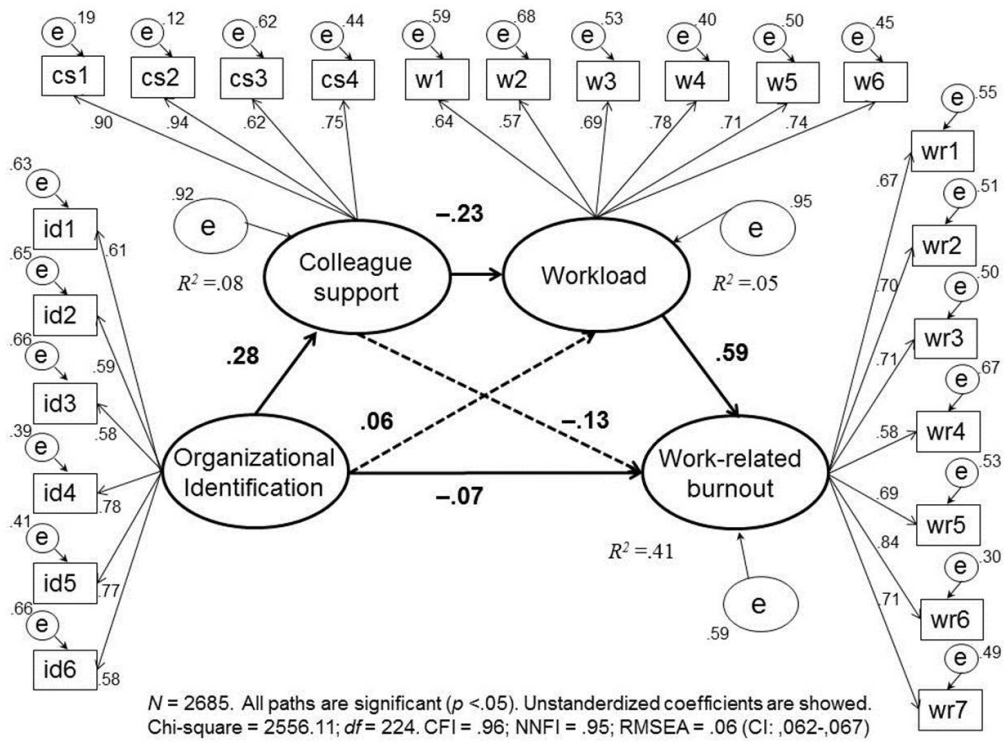 .19 .12 .62 .44 .59 .68 .53 .40 .50 .45
e e e e e e e e e e
cs1 cs2 cs3 cs4 w1 w2 w3 w4 w5 w6
.90 .94 .62 .75 .64 .57 .69 .78 .71 .74
.55
e
wr1
.67
.63
e
id1
.61
.92
e
–.23
.95
e
.51
e
wr2
.70
Colleague
support
Workload
R² =.08
R² =.05
.65
e
id2
.59
.50
e
wr3
.71
.66
e
id3
.58
.28
.59
.67
e
wr4
.58
.06
–.13
.39
e
id4
.78
Organizational
Identification
Work-related
burnout
–.07
.53
e
wr5
.69
.41
e
id5
.77
R² =.41
.30
e
wr6
.84
.66
e
id6
.58
e
.59
.49
e
wr7
.71
N = 2685. All paths are significant (p <.05). Unstanderdized coefficients are showed.
Chi-square = 2556.11; df = 224. CFI = .96; NNFI = .95; RMSEA = .06 (CI: ,062-,067)